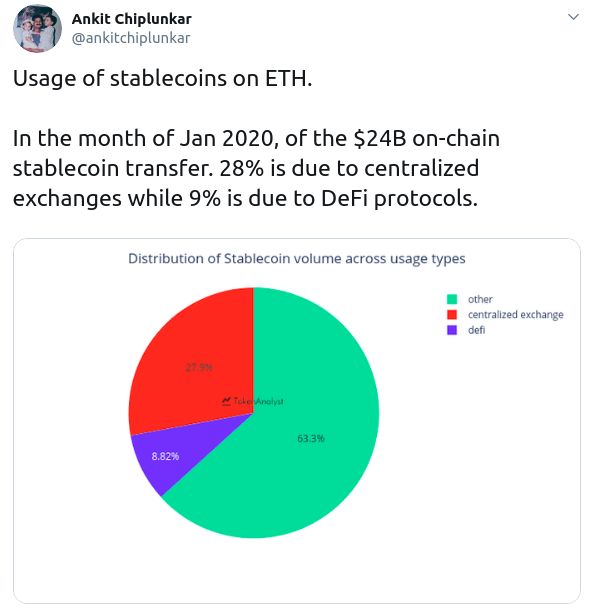 Ankit Chiplunkar
@ankitchiplunkar
Usage of stablecoins on ETH.
In the month of Jan 2020, of the $24B on-chain
stablecoin transfer. 28% is due to centralized
exchanges while 9% is due to DeFi protocols.
Distribution of Stablecoin volume across usage types
other
centralized exchange
defi
27.9%
TokenAnalyst
63.3%
8.82%